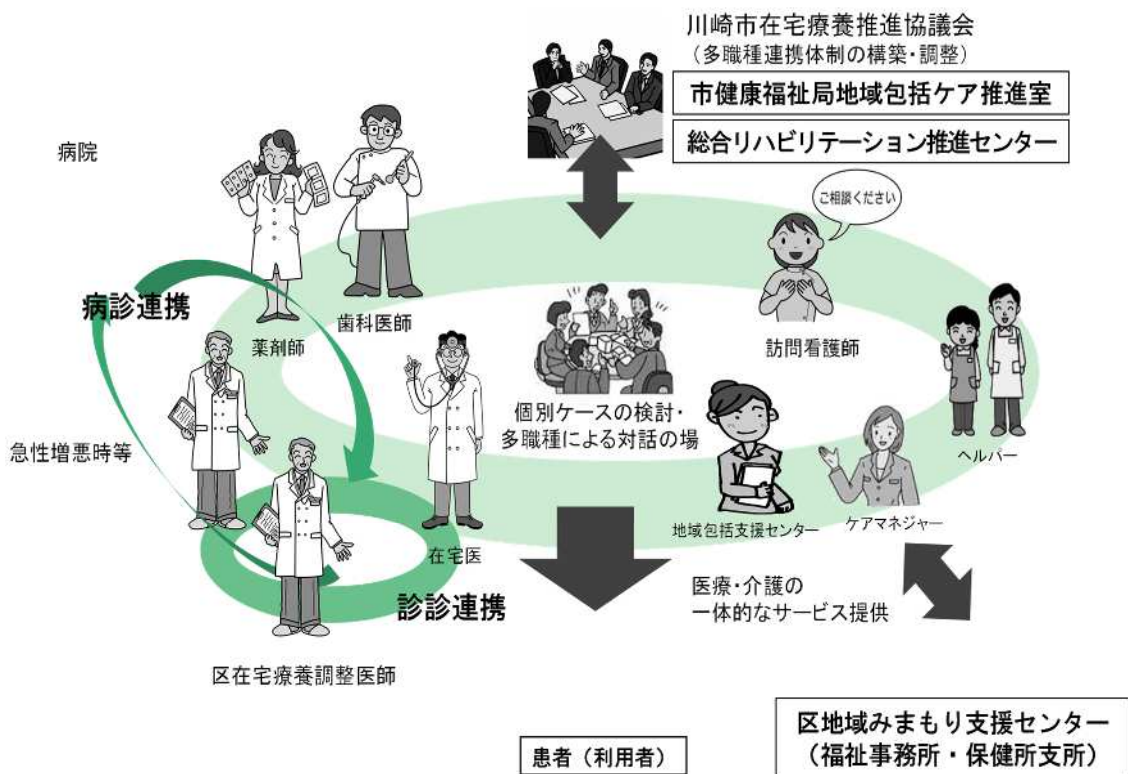 川崎市在宅療養推進協議会
（多職種連携体制の構築・調整）
市健康福祉局地域包括ケア推進室
総合リハビリテーション推進センター
病院
ご相談ください
病診連携
歯科医師
薬剤師
訪問看護師
個別ケースの検討・
多職種による対話の場
急性増悪時等
ヘルパー
地域包括支援センター
ケアマネジャー
在宅医
医療・介護の
一体的なサービス提供
診診連携
区在宅療養調整医師
区地域みまもり支援センター
（福祉事務所・保健所支所）
患者（利用者）